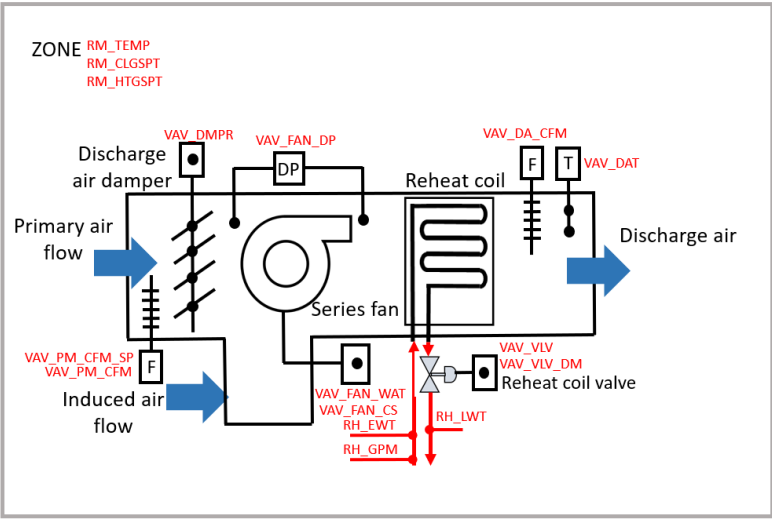 ZONE RM_TEMP
RM_CLGSPT
RM_HTGSPT
VAV_DMPR
VAV_FAN_DP
VAV_DA_CFM
Discharge
air damper
DP
F
T
VAV_DAT
Reheat coil
Primary air
flow
Discharge air
Series fan
VAV_PM_CFM_SP
VAV_PM_CFM
F
Induced air
flow
VAV_FAN_WAT
VAV_FAN_CS
RH_EWT
RH_GPM
RH_LWT
VAV_VLV
VAV_VLV_DM
Reheat coil valve